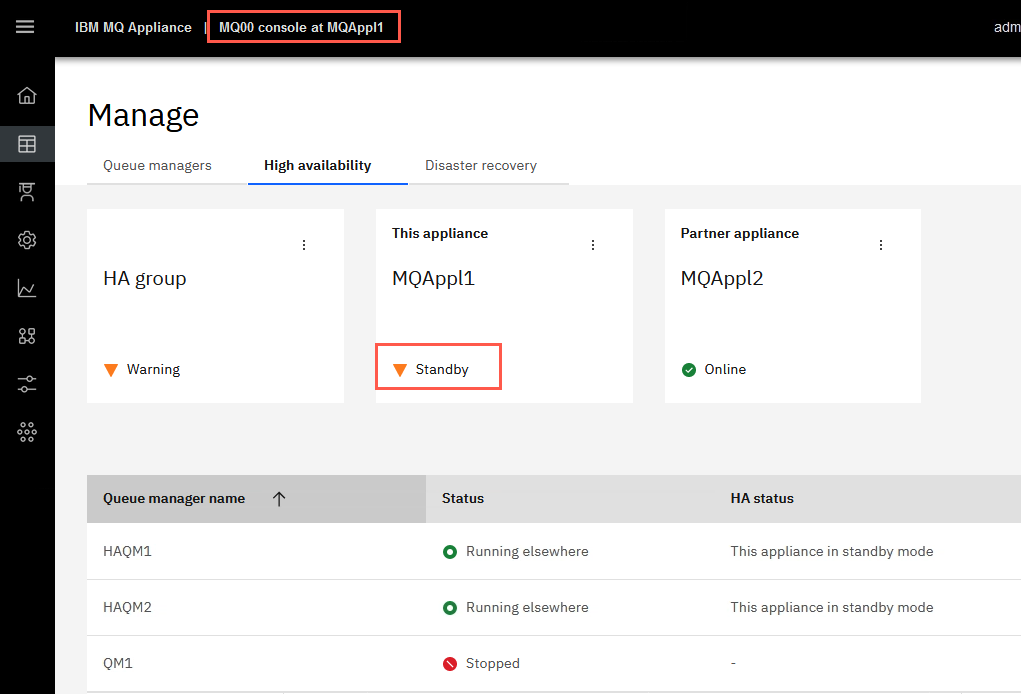 IBM MQ Appliance | MQ00 console at MQAppl1
adm
Manage
Queue managers High availability Disaster recovery
HA group
Warning
This appliance
MQAppl1
Standby
Partner appliance
MQAppl2
Online
Queue manager name Status HA status
HAQM1 Running elsewhere This appliance in standby mode
HAQM2 Running elsewhere This appliance in standby mode
QM1 Stopped -